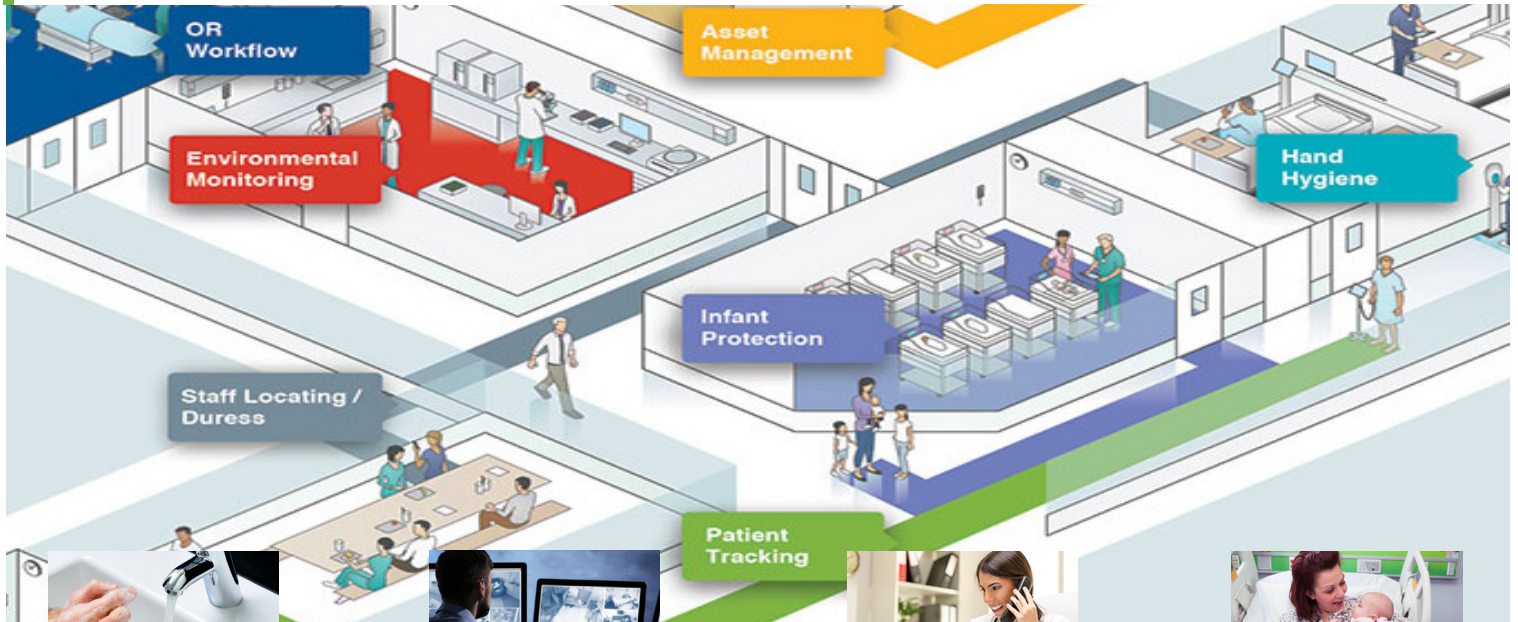 OR
Workflow
Asset
Management
Environmental
Monitoring
Hand
Hygiene
Infant
Protection
Staff Locating /
Duress
Patient
Tracking